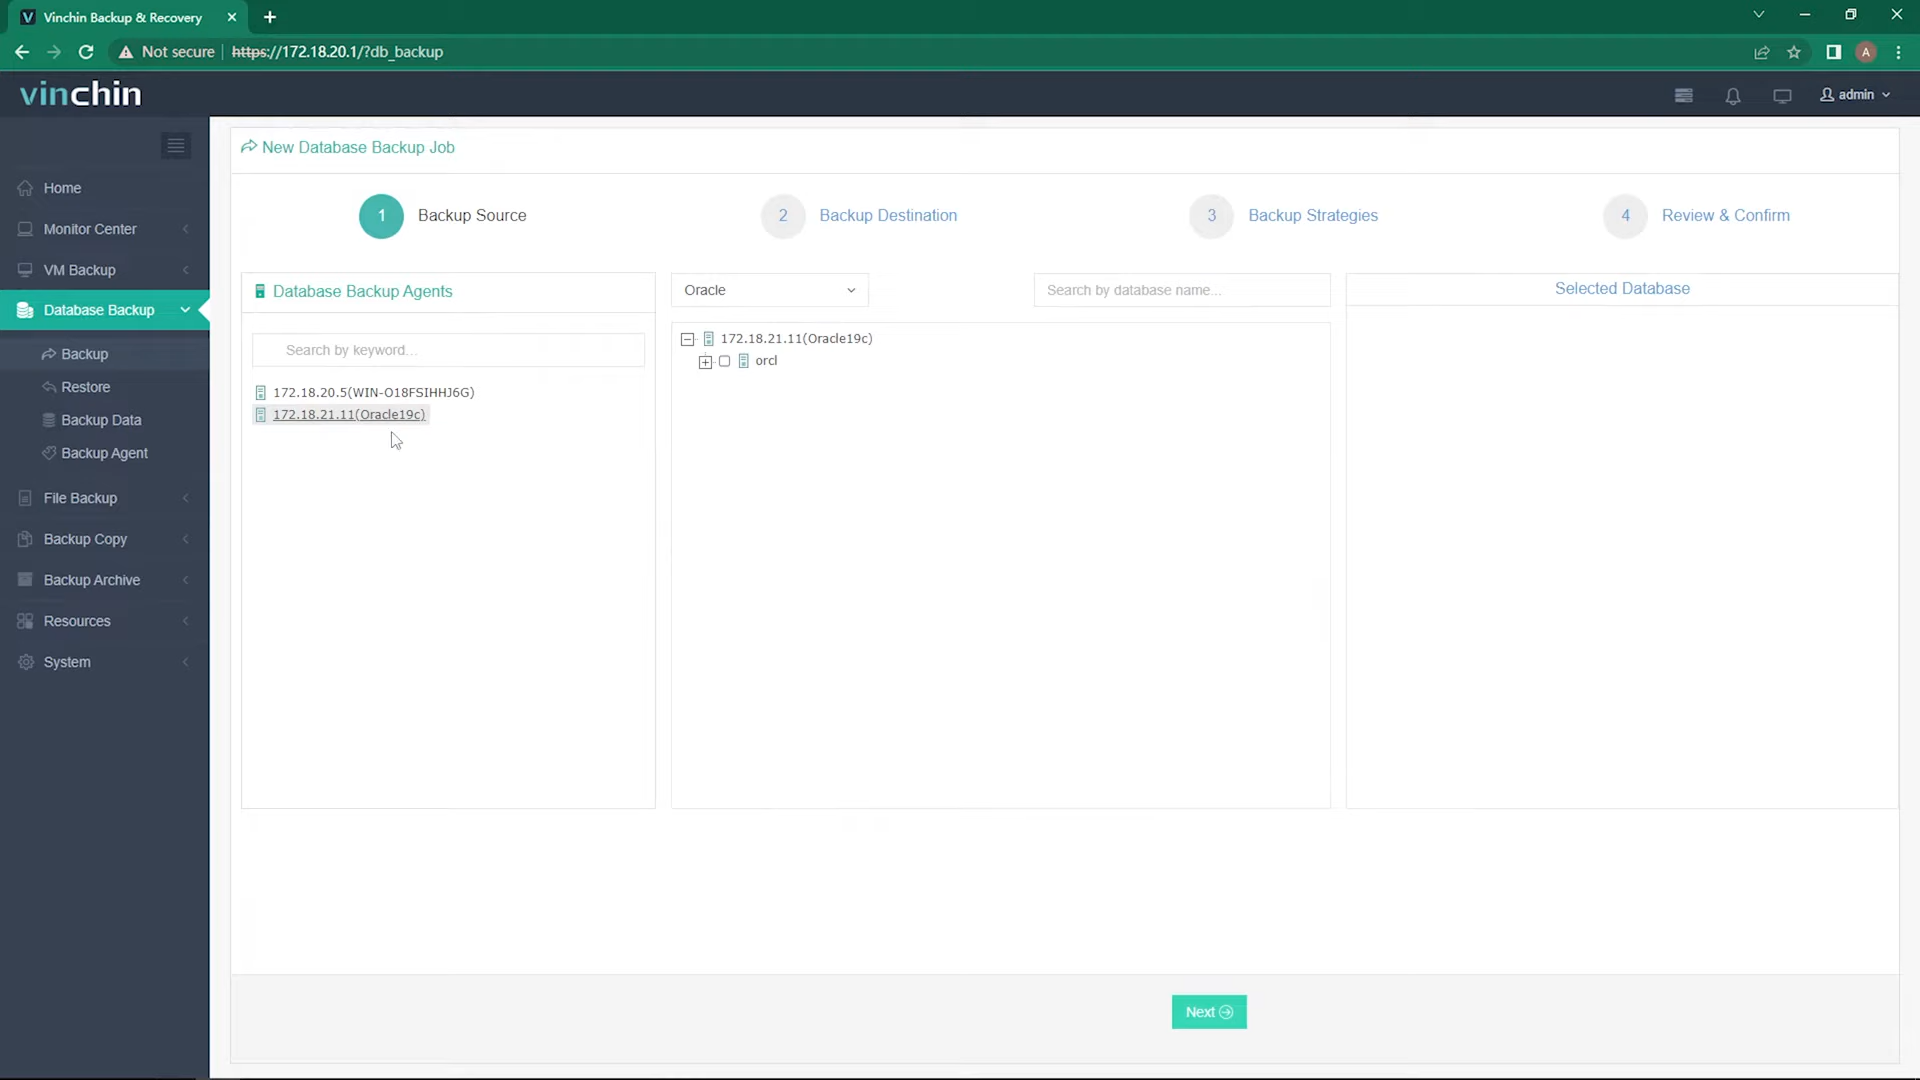 Vinchin Backup & Recovery
Not secure
https://172.18.20.1/?db_backup
A
vinchin
admin
Home
Monitor Center
VM Backup
Database Backup
Backup
Restore
Backup Data
Backup Agent
File Backup
Backup Copy
Backup Archive
Resources
System
New Database Backup Job
1 Backup Source
2 Backup Destination
3 Backup Strategies
4 Review & Confirm
Database Backup Agents
Search by keyword...
172.18.20.5(WIN-O18FSIHHJ6G)
172.18.21.11(Oracle19c)
Oracle
Search by database name...
172.18.21.11(Oracle19c)
orcl
Selected Database
Next